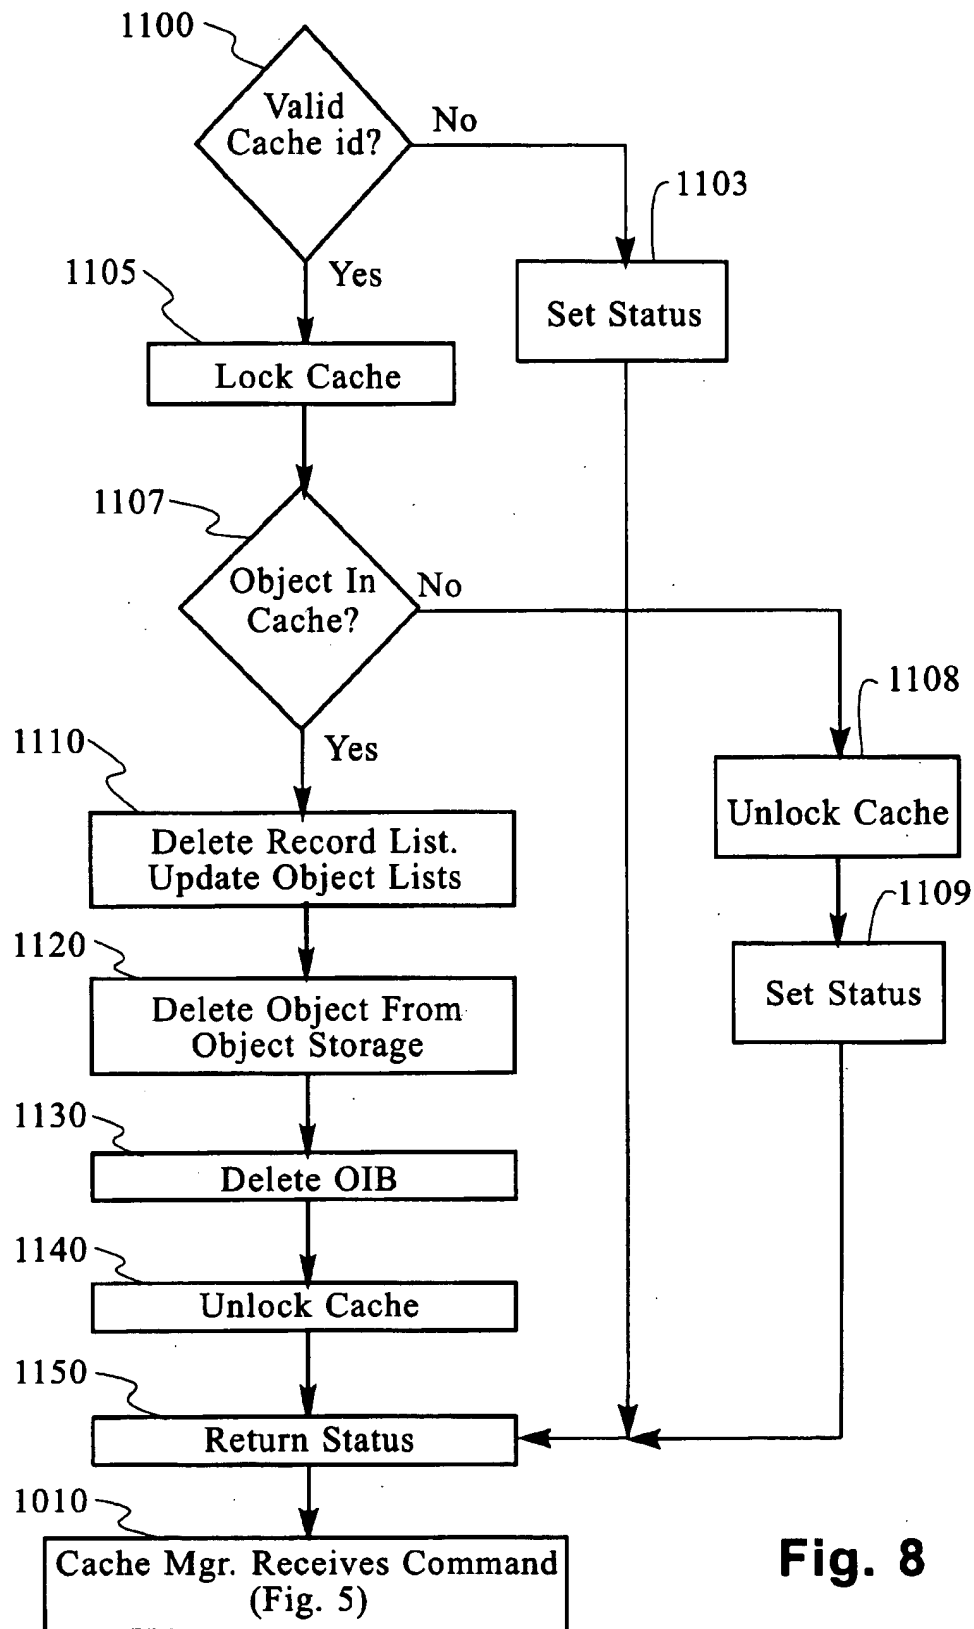 1100
Valid
Cache id?
No
1103
Set Status
Yes
1105
Lock Cache
1107
Object In
Cache?
No
1108
Unlock Cache
1109
Set Status
Yes
1110
Delete Record List.
Update Object Lists
1120
Delete Object From
Object Storage
1130
Delete OIB
1140
Unlock Cache
1150
Return Status
1010
Cache Mgr. Receives Command
(Fig. 5)
Fig. 8